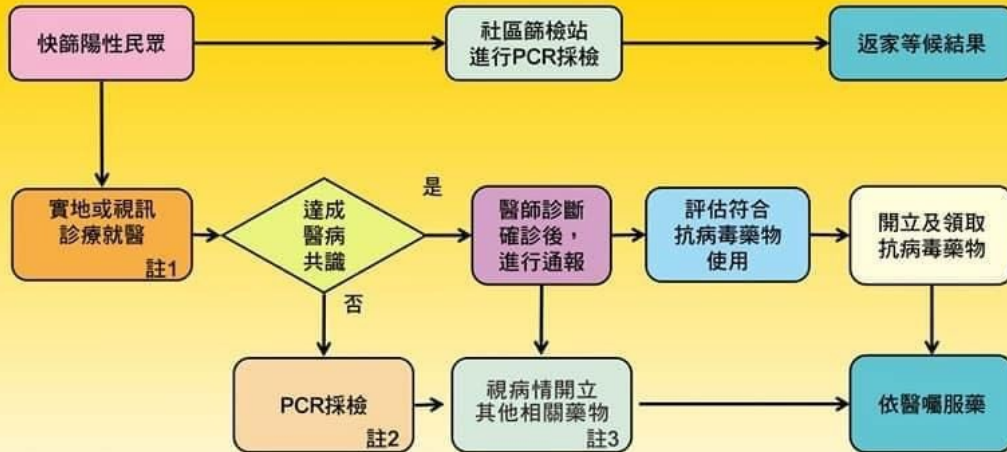 快篩陽性民眾
社區篩檢站
進行PCR採檢
返家等候結果
實地或視訊
診療就醫
註1
達成
醫病
共識
是
否
醫師診斷
確診後，
進行通報
評估符合
抗病毒藥物
使用
開立及領取
抗病毒藥物
PCR採檢
註2
視病情開立
其他相關藥物
註3
依醫囑服藥